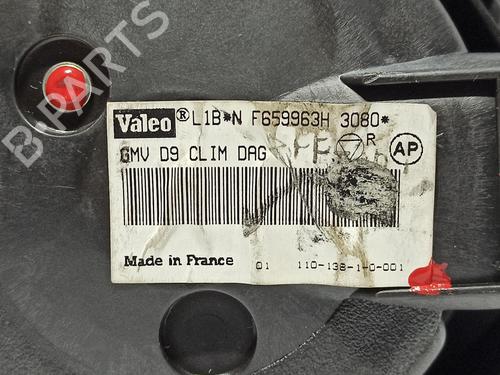 B PARTS
Valeo® L1B*N F659963H 3080*
GMV D9 CLIM DAG
R
AP
Made in France 01 110-138-1-0-001